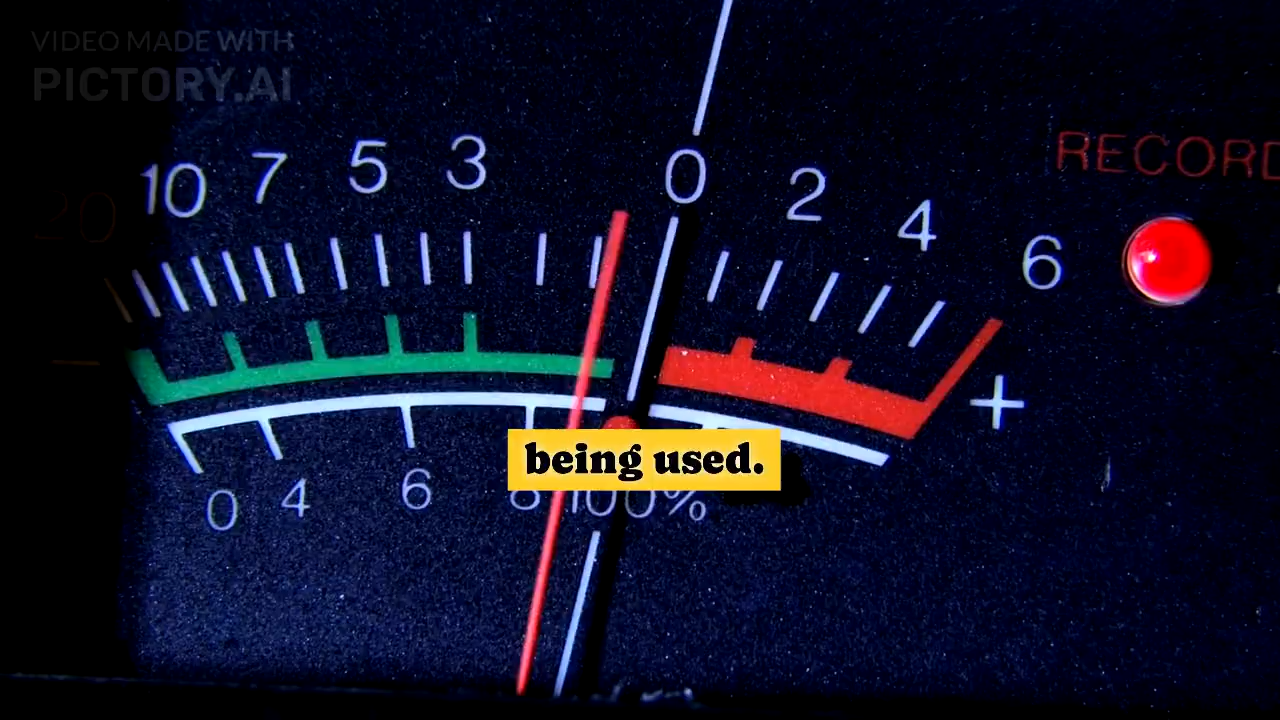 VIDEO MADE WITH
PICTORY.AI
20 10 7 5 3 0 2 4 6
RECORD
+
being used.
0 4 6 8 100%